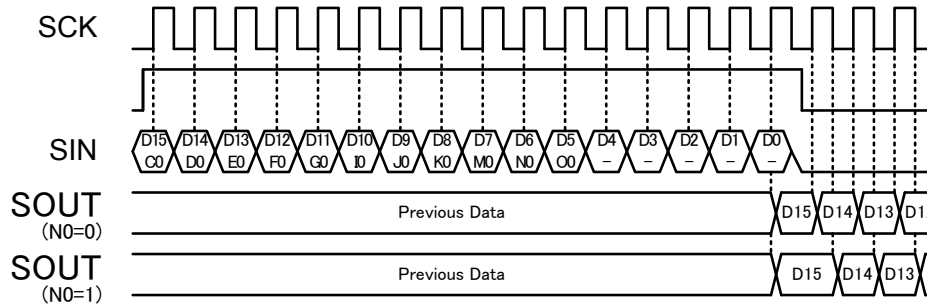 SCK
SIN
D15 D14 D13 D12 D11 D10 D9 D8 D7 D6 D5 D4 D3 D2 D1 D0
C0 D0 E0 F0 G0 I0 J0 K0 M0 N0 O0 - - - - -
SOUT
(N0=0)
Previous Data
D15 D14 D13
SOUT
(N0=1)
Previous Data
D15 D14 D13